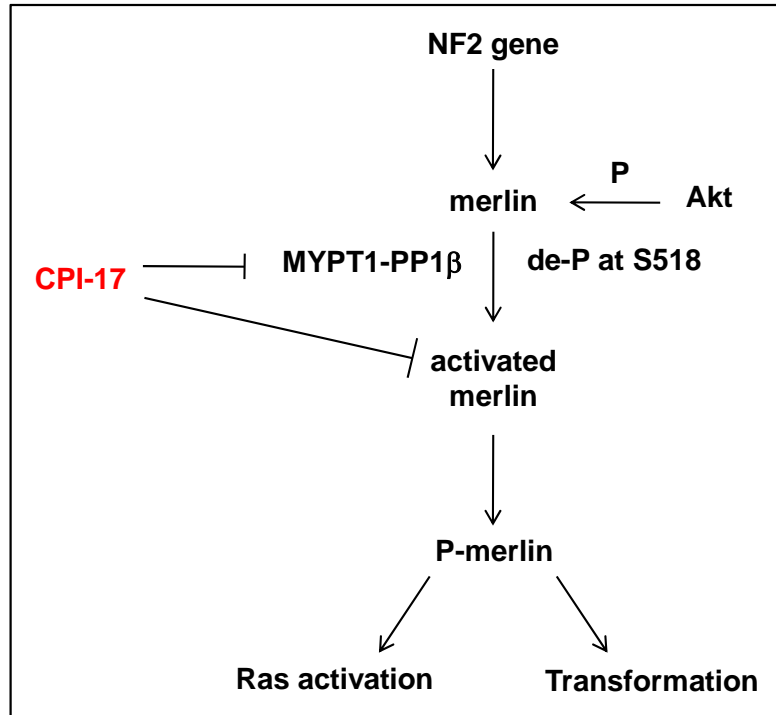 NF2 gene
P
merlin
Akt
MYPT1-PP1β
de-P at S518
CPI-17
activated
merlin
P-merlin
Ras activation
Transformation